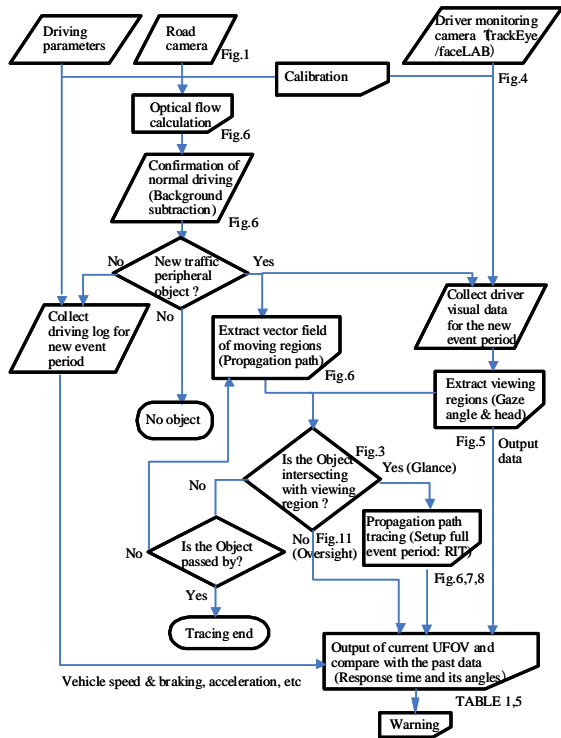 Driving
parameters
Road
camera
Fig.1
Driver monitoring
camera (TrackEye
/faceLAB)
Fig.4
Calibration
Optical flow
calculation
Fig.6
Confirmation of
normal driving
(Background
subtraction)
Fig.6
No
New traffic
peripheral
object ?
Yes
No
Collect
driving log for
new event
period
Extract vector field
of moving regions
(Propagation path)
Fig.6
Collect driver
visual data
for the new
event period
No object
Extract viewing
regions (Gaze
angle & head)
Fig.5
Output
data
Fig.3
Is the Object
intersecting
with viewing
region ?
Yes (Glance)
No
No
Fig.11
(Oversight)
Propagation path
tracing (Setup full
event period: RIT)
Fig.6,7,8
No
Is the Object
passed by?
Yes
Tracing end
Output of current UFOV and
compare with the past data
(Response time and its angles)
Vehicle speed & braking, acceleration, etc
TABLE 1,5
Warning